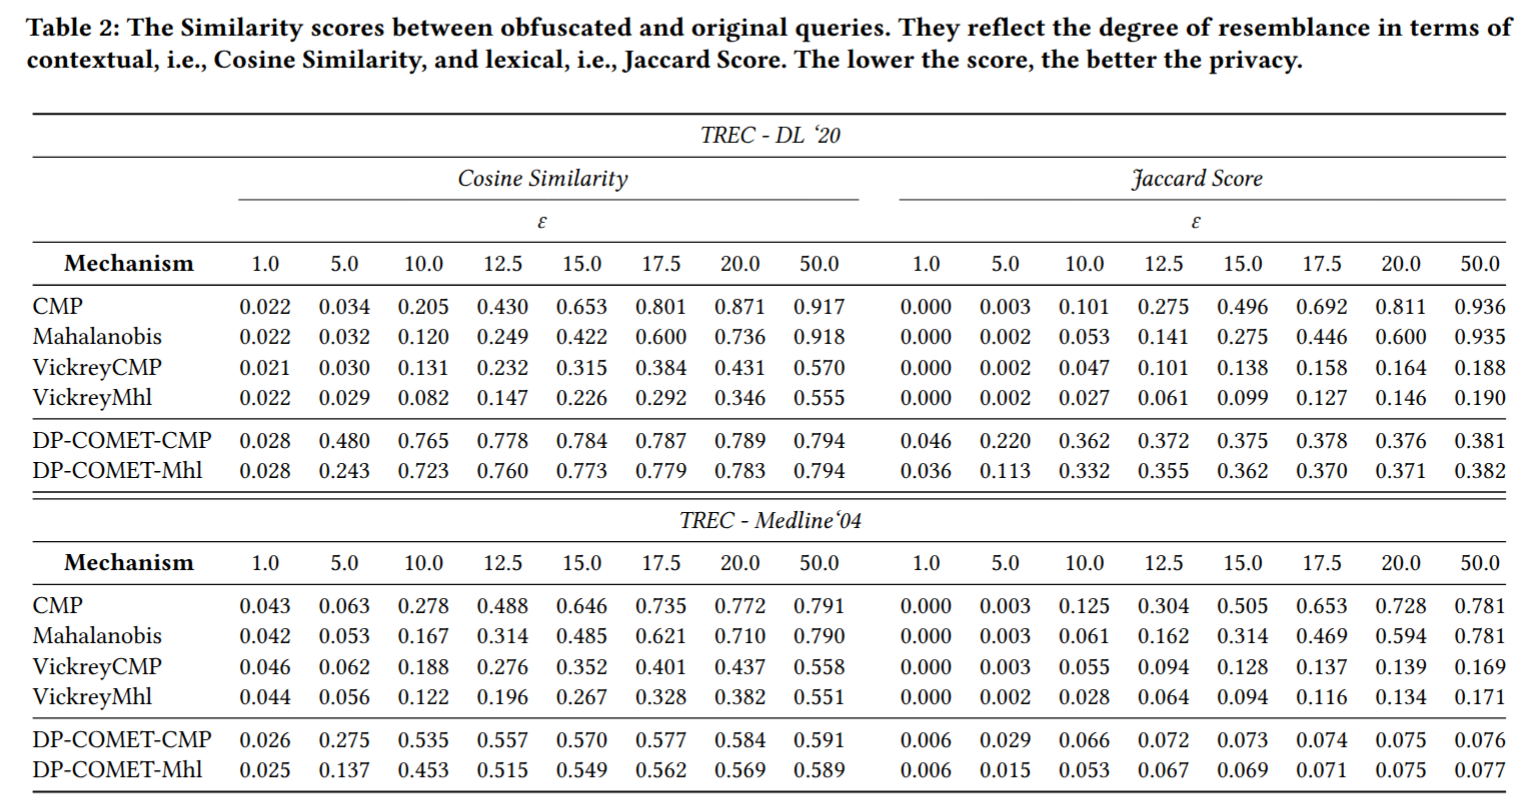 Table 2: The Similarity scores between obfuscated and original queries. They reflect the degree of resemblance in terms of
contextual, i.e., Cosine Similarity, and lexical, i.e., Jaccard Score. The lower the score, the better the privacy.
TREC - DL ‘20
Cosine Similarity Jaccard Score
ε ε
Mechanism 1.0 5.0 10.0 12.5 15.0 17.5 20.0 50.0 1.0 5.0 10.0 12.5 15.0 17.5 20.0 50.0
CMP 0.022 0.034 0.205 0.430 0.653 0.801 0.871 0.917 0.000 0.003 0.101 0.275 0.496 0.692 0.811 0.936
Mahalanobis 0.022 0.032 0.120 0.249 0.422 0.600 0.736 0.918 0.000 0.002 0.053 0.141 0.275 0.446 0.600 0.935
VickreyCMP 0.021 0.030 0.131 0.232 0.315 0.384 0.431 0.570 0.000 0.002 0.047 0.101 0.138 0.158 0.164 0.188
VickreyMhl 0.022 0.029 0.082 0.147 0.226 0.292 0.346 0.555 0.000 0.002 0.027 0.061 0.099 0.127 0.146 0.190
DP-COMET-CMP 0.028 0.480 0.765 0.778 0.784 0.787 0.789 0.794 0.046 0.220 0.362 0.372 0.375 0.378 0.376 0.381
DP-COMET-Mhl 0.028 0.243 0.723 0.760 0.773 0.779 0.783 0.794 0.036 0.113 0.332 0.355 0.362 0.370 0.371 0.382
TREC - Medline‘04
Mechanism 1.0 5.0 10.0 12.5 15.0 17.5 20.0 50.0 1.0 5.0 10.0 12.5 15.0 17.5 20.0 50.0
CMP 0.043 0.063 0.278 0.488 0.646 0.735 0.772 0.791 0.000 0.003 0.125 0.304 0.505 0.653 0.728 0.781
Mahalanobis 0.042 0.053 0.167 0.314 0.485 0.621 0.710 0.790 0.000 0.003 0.061 0.162 0.314 0.469 0.594 0.781
VickreyCMP 0.046 0.062 0.188 0.276 0.352 0.401 0.437 0.558 0.000 0.003 0.055 0.094 0.128 0.137 0.139 0.169
VickreyMhl 0.044 0.056 0.122 0.196 0.267 0.328 0.382 0.551 0.000 0.002 0.028 0.064 0.094 0.116 0.134 0.171
DP-COMET-CMP 0.026 0.275 0.535 0.557 0.570 0.577 0.584 0.591 0.006 0.029 0.066 0.072 0.073 0.074 0.075 0.076
DP-COMET-Mhl 0.025 0.137 0.453 0.515 0.549 0.562 0.569 0.589 0.006 0.015 0.053 0.067 0.069 0.071 0.075 0.077